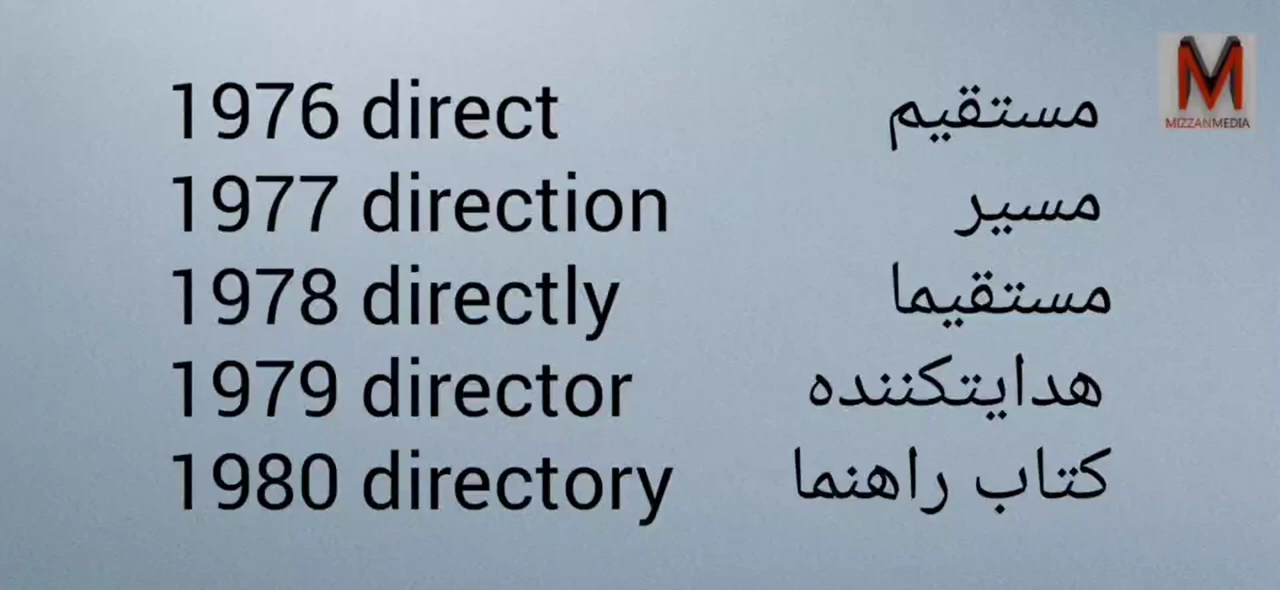 1976 direct مستقیم
1977 direction مسیر
1978 directly مستقیما
1979 director هدایتکننده
1980 directory کتاب راهنما
MIZZANMEDIA